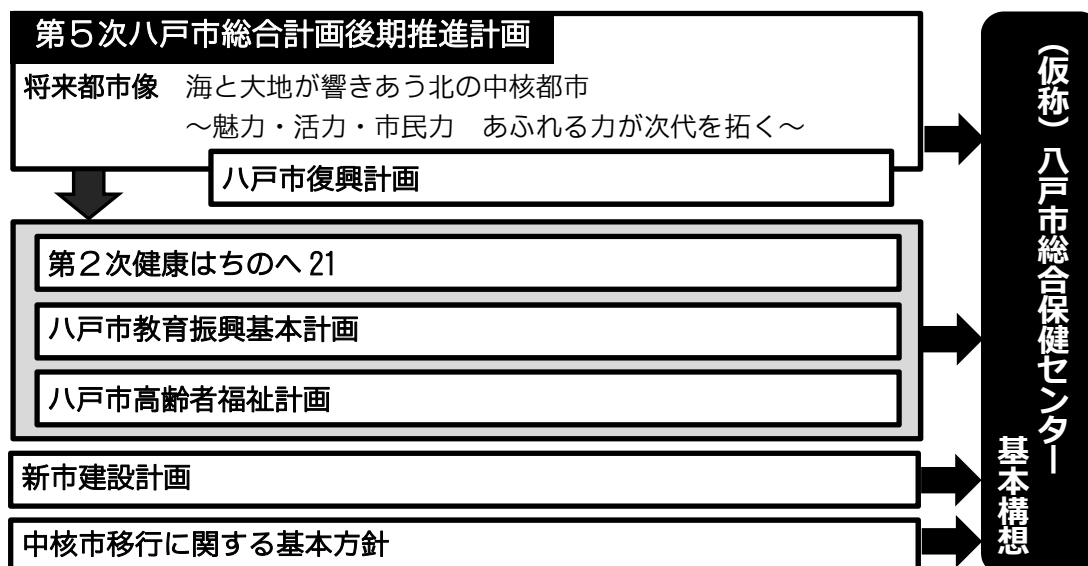 第５次八戸市総合計画後期推進計画
将来都市像　海と大地が響きあう北の中核都市
～魅力・活力・市民力　あふれる力が次代を拓く～
八戸市復興計画
第２次健康はちのへ 21
八戸市教育振興基本計画
八戸市高齢者福祉計画
新市建設計画
中核市移行に関する基本方針
（仮称）八戸市総合保健センター
基本構想